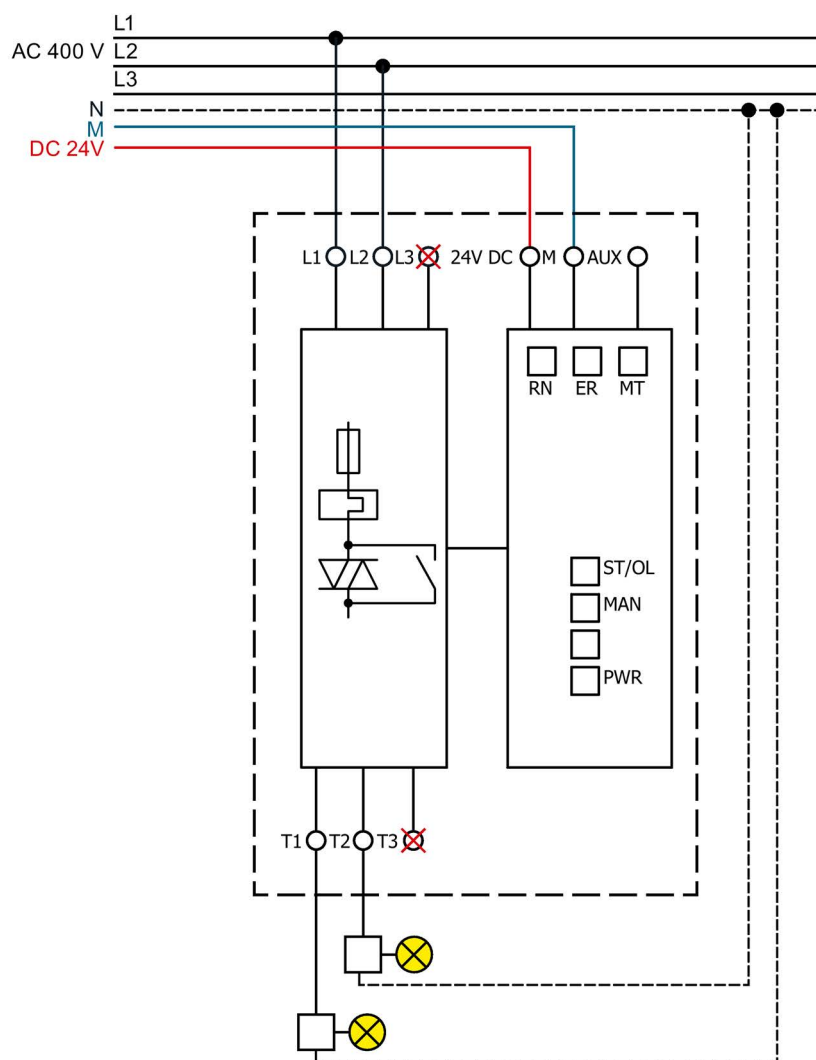 L1
AC 400 V L2
L3
N
M
DC 24V
L1 L2 L3 24V DC M AUX
RN ER MT
ST/OL
MAN
PWR
T1 T2 T3